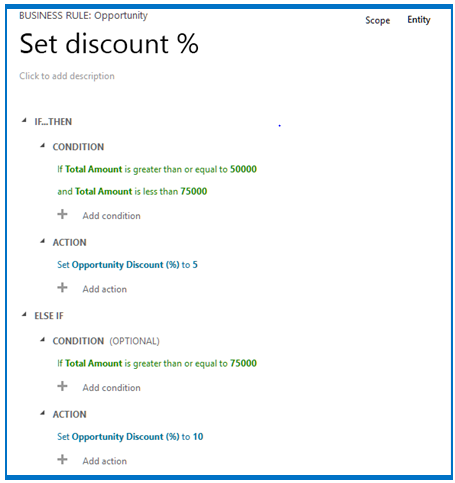 BUSINESS RULE: Opportunity
Scope Entity
Set discount %
Click to add description
IF...THEN
CONDITION
If Total Amount is greater than or equal to 50000
and Total Amount is less than 75000
+ Add condition
ACTION
Set Opportunity Discount (%) to 5
+ Add action
ELSE IF
CONDITION (OPTIONAL)
If Total Amount is greater than or equal to 75000
+ Add condition
ACTION
Set Opportunity Discount (%) to 10
+ Add action